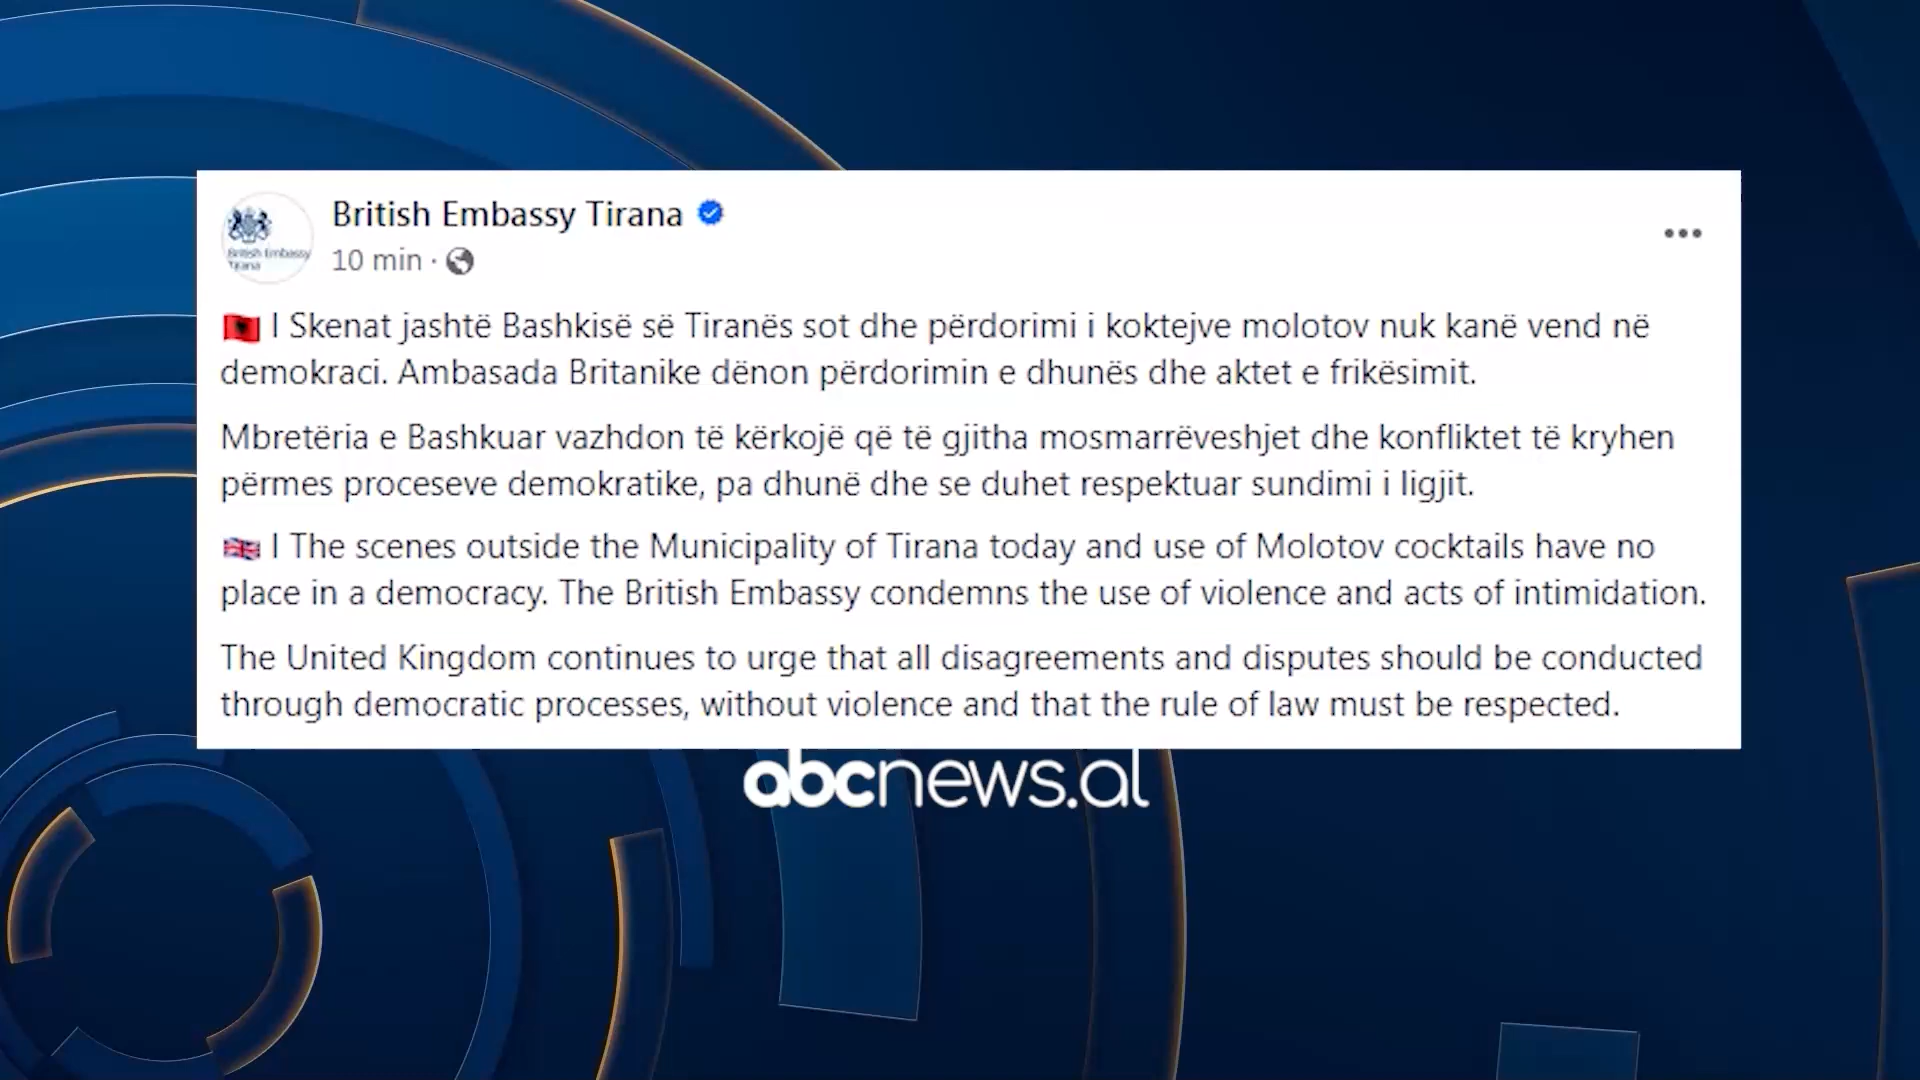 British Embassy Tirana
10 min ·
British Embassy
Tirana
🇦🇱 I Skenat jashtë Bashkisë së Tiranës sot dhe përdorimi i koktejve molotov nuk kanë vend në
demokraci. Ambasada Britanike dënon përdorimin e dhunës dhe aktet e frikësimit.
Mbretëria e Bashkuar vazhdon të kërkojë që të gjitha mosmarrëveshjet dhe konfliktet të kryhen
përmes proceseve demokratike, pa dhunë dhe se duhet respektuar sundimi i ligjit.
🇬🇧 I The scenes outside the Municipality of Tirana today and use of Molotov cocktails have no
place in a democracy. The British Embassy condemns the use of violence and acts of intimidation.
The United Kingdom continues to urge that all disagreements and disputes should be conducted
through democratic processes, without violence and that the rule of law must be respected.
abcnews.al